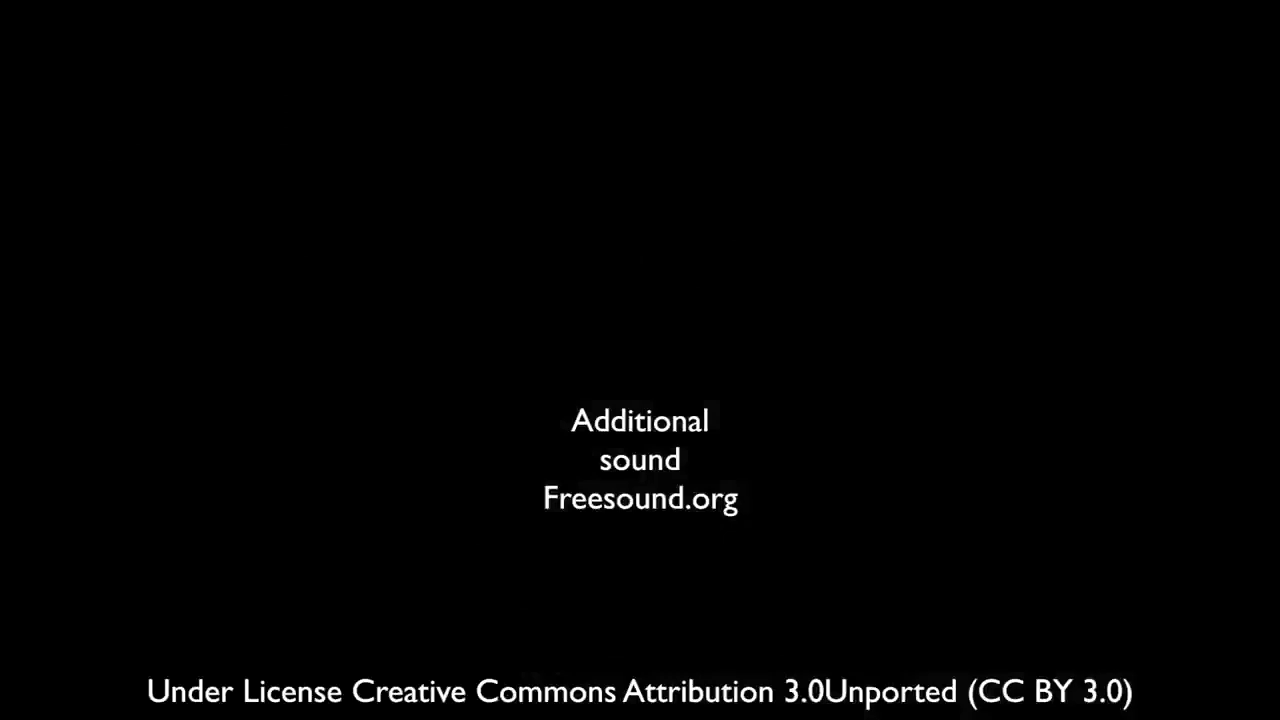 Additional
sound
Freesound.org
Under License Creative Commons Attribution 3.0Unported (CC BY 3.0)